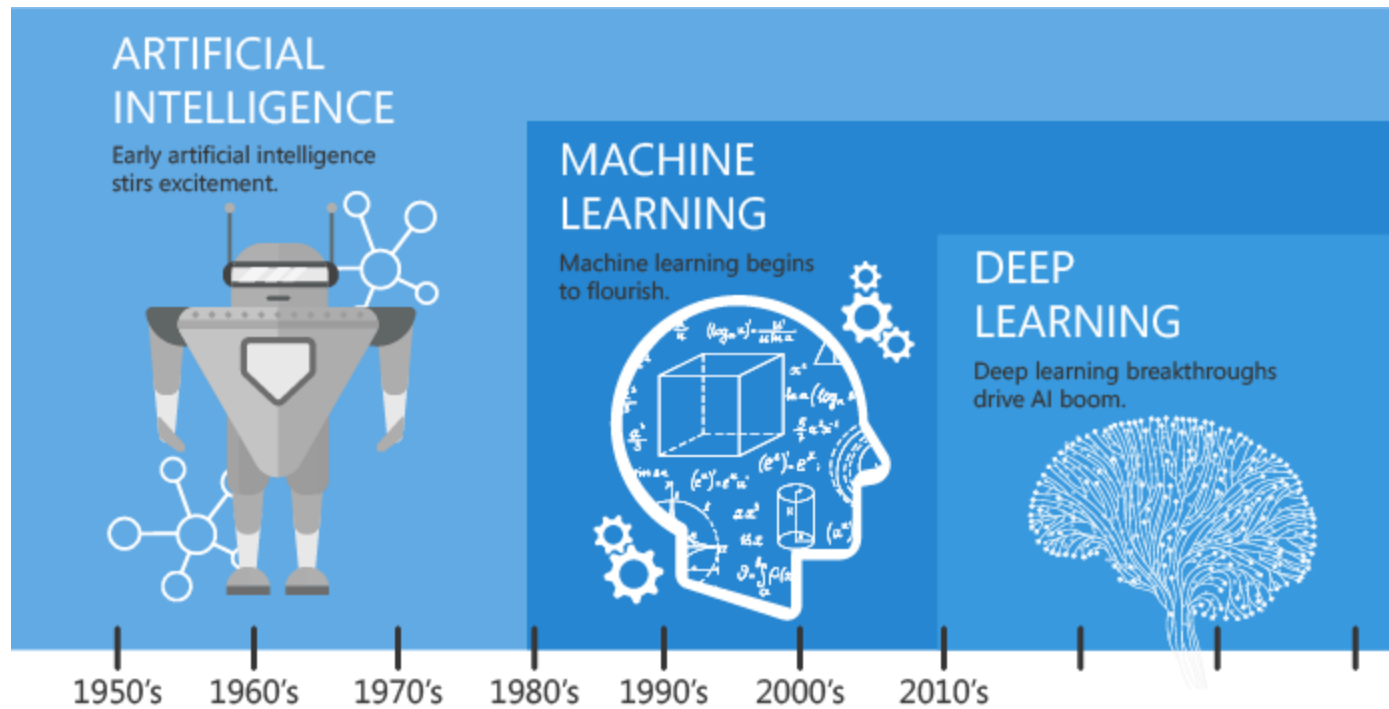 ARTIFICIAL
INTELLIGENCE
Early artificial intelligence
stirs excitement.
MACHINE
LEARNING
Machine learning begins
to flourish.
DEEP
LEARNING
Deep learning breakthroughs
drive AI boom.
1950's 1960's 1970's 1980's 1990's 2000's 2010's